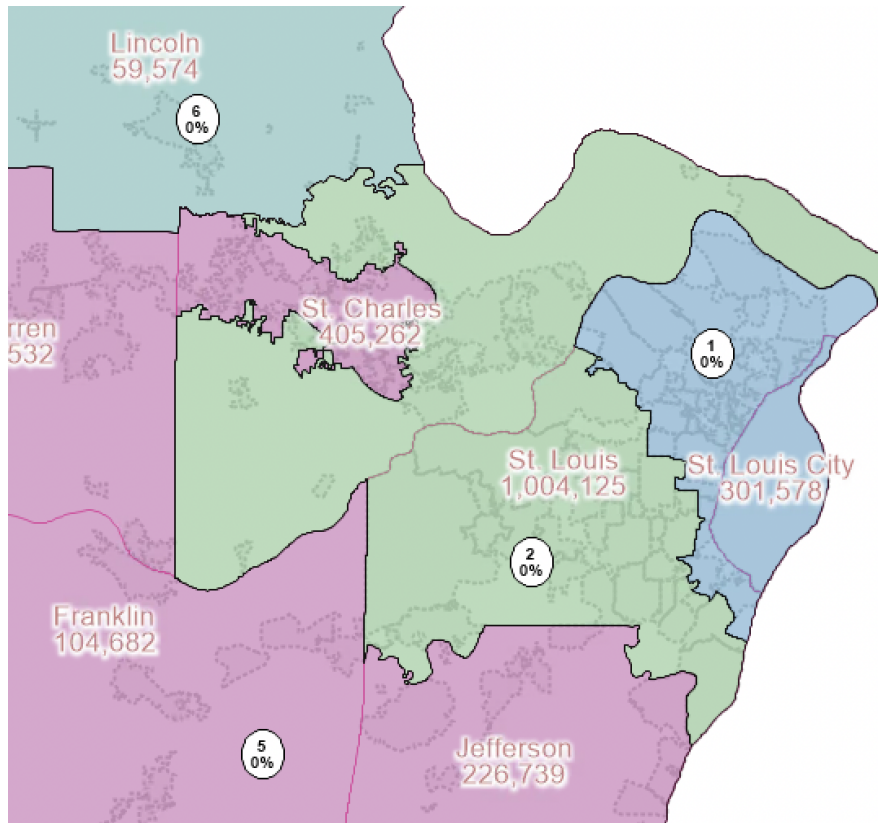 Lincoln
59,574
6
0%
St. Charles
405,262
rren
532
1
0%
St. Louis
1,004,125
St. Louis City
301,578
2
0%
Franklin
104,682
5
0%
Jefferson
226,739